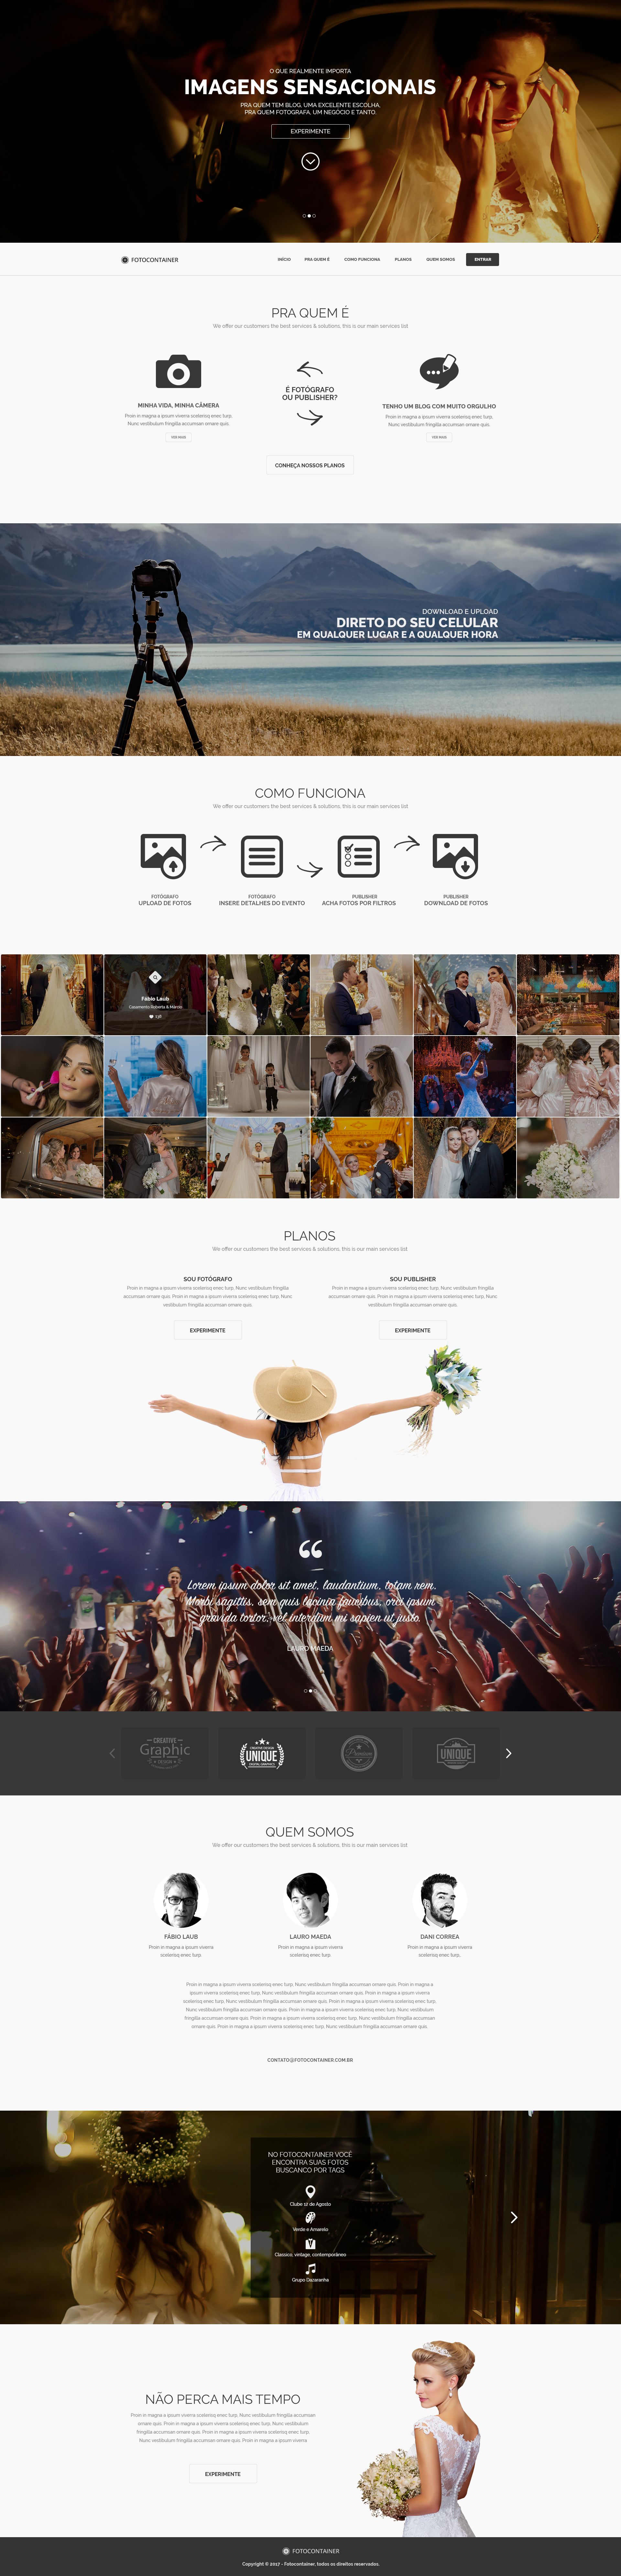 O QUE REALMENTE IMPORTA
IMAGENS SENSACIONAIS
PRA QUEM TEM BLOG, UMA EXCELENTE ESCOLHA.
PRA QUEM FOTOGRAFA, UM NEGÓCIO E TANTO.
EXPERIMENTE
FOTOCONTAINER
INÍCIO PRA QUEM É COMO FUNCIONA PLANOS QUEM SOMOS ENTRAR
PRA QUEM É
We offer our customers the best services & solutions, this is our main services list
MINHA VIDA, MINHA CÂMERA
Proin in magna a ipsum viverra scelerisq enec turp,
Nunc vestibulum fringilla accumsan ornare quis.
VER MAIS
É FOTÓGRAFO
OU PUBLISHER?
TENHO UM BLOG COM MUITO ORGULHO
Proin in magna a ipsum viverra scelerisq enec turp,
Nunc vestibulum fringilla accumsan ornare quis.
VER MAIS
CONHEÇA NOSSOS PLANOS
DOWNLOAD E UPLOAD
DIRETO DO SEU CELULAR
EM QUALQUER LUGAR E A QUALQUER HORA
COMO FUNCIONA
We offer our customers the best services & solutions, this is our main services list
FOTÓGRAFO
UPLOAD DE FOTOS
FOTÓGRAFO
INSERE DETALHES DO EVENTO
PUBLISHER
ACHA FOTOS POR FILTROS
PUBLISHER
DOWNLOAD DE FOTOS
Fábio Laub
Casamento Roberta & Márcio
138
PLANOS
We offer our customers the best services & solutions, this is our main services list
SOU FOTÓGRAFO
Proin in magna a ipsum viverra scelerisq enec turp, Nunc vestibulum fringilla
accumsan ornare quis. Proin in magna a ipsum viverra scelerisq enec turp, Nunc
vestibulum fringilla accumsan ornare quis.
EXPERIMENTE
SOU PUBLISHER
Proin in magna a ipsum viverra scelerisq enec turp, Nunc vestibulum fringilla
accumsan ornare quis. Proin in magna a ipsum viverra scelerisq enec turp, Nunc
vestibulum fringilla accumsan ornare quis.
EXPERIMENTE
Lorem ipsum dolor sit amet, laudantium, totam rem.
Morbi sagittis, sem quis lacinia faucibus, orci ipsum
gravida tortor, vel interdum mi sapien ut justo.
LAURO MAEDA
CREATIVE
Graphic
DESIGN
CREATIVE DESIGN
UNIQUE
DIGITAL GRAPHICS
Premium
UNIQUE
QUEM SOMOS
We offer our customers the best services & solutions, this is our main services list
FÁBIO LAUB
Proin in magna a ipsum viverra
scelerisq enec turp.
LAURO MAEDA
Proin in magna a ipsum viverra
scelerisq enec turp.
DANI CORREA
Proin in magna a ipsum viverra
scelerisq enec turp,
Proin in magna a ipsum viverra scelerisq enec turp, Nunc vestibulum fringilla accumsan ornare quis. Proin in magna a
ipsum viverra scelerisq enec turp, Nunc vestibulum fringilla accumsan ornare quis. Proin in magna a ipsum viverra
scelerisq enec turp, Nunc vestibulum fringilla accumsan ornare quis. Proin in magna a ipsum viverra scelerisq enec turp,
Nunc vestibulum fringilla accumsan ornare quis. Proin in magna a ipsum viverra scelerisq enec turp, Nunc vestibulum
fringilla accumsan ornare quis. Proin in magna a ipsum viverra scelerisq enec turp, Nunc vestibulum fringilla accumsan
ornare quis. Proin in magna a ipsum viverra scelerisq enec turp, Nunc vestibulum fringilla accumsan ornare quis.
CONTATO@FOTOCONTAINER.COM.BR
NO FOTOCONTAINER VOCÊ
ENCONTRA SUAS FOTOS
BUSCANCO POR TAGS
Clube 12 de Agosto
Verde e Amarelo
Clássico, vintage, contemporâneo
Grupo Dazaranha
NÃO PERCA MAIS TEMPO
Proin in magna a ipsum viverra scelerisq enec turp, Nunc vestibulum fringilla accumsan
ornare quis. Proin in magna a ipsum viverra scelerisq enec turp, Nunc vestibulum
fringilla accumsan ornare quis. Proin in magna a ipsum viverra scelerisq enec turp,
Nunc vestibulum fringilla accumsan ornare quis. Proin in magna a ipsum viverra
EXPERIMENTE
FOTOCONTAINER
Copyright © 2017 - Fotocontainer, todos os direitos reservados.